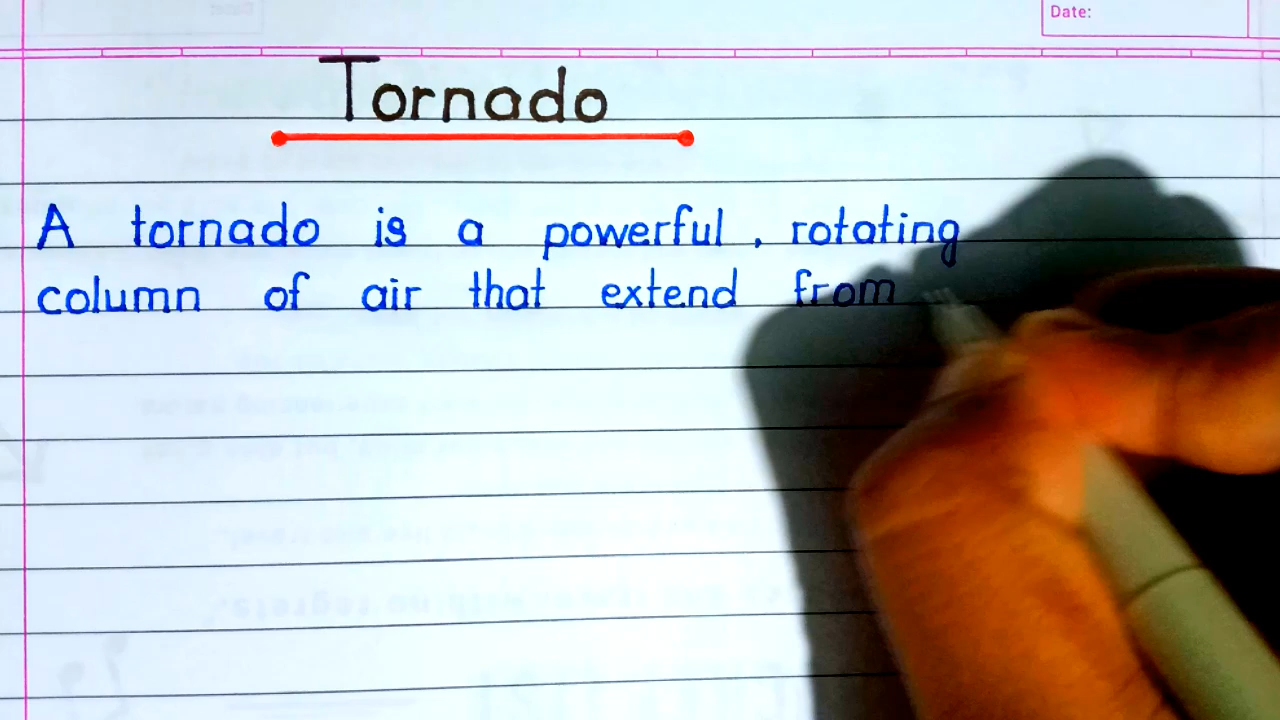 Date:
Tornado
A tornado is a powerful, rotating
column of air that extend from